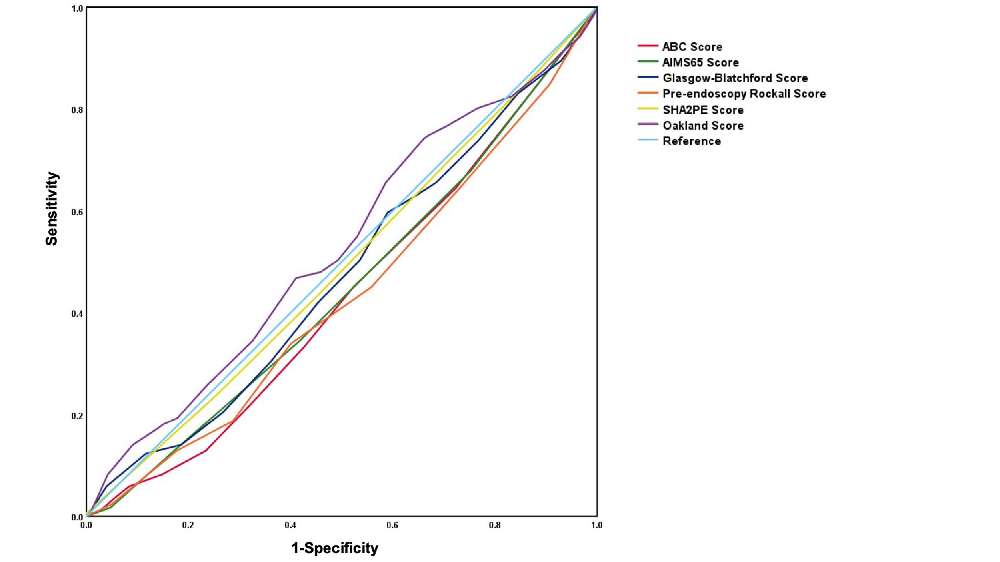 1.0
0.8
0.6
0.4
0.2
0.0
Sensitivity
0.0 0.2 0.4 0.6 0.8 1.0
1-Specificity
ABC Score
AIMS65 Score
Glasgow-Blatchford Score
Pre-endoscopy Rockall Score
SHA2PE Score
Oakland Score
Reference